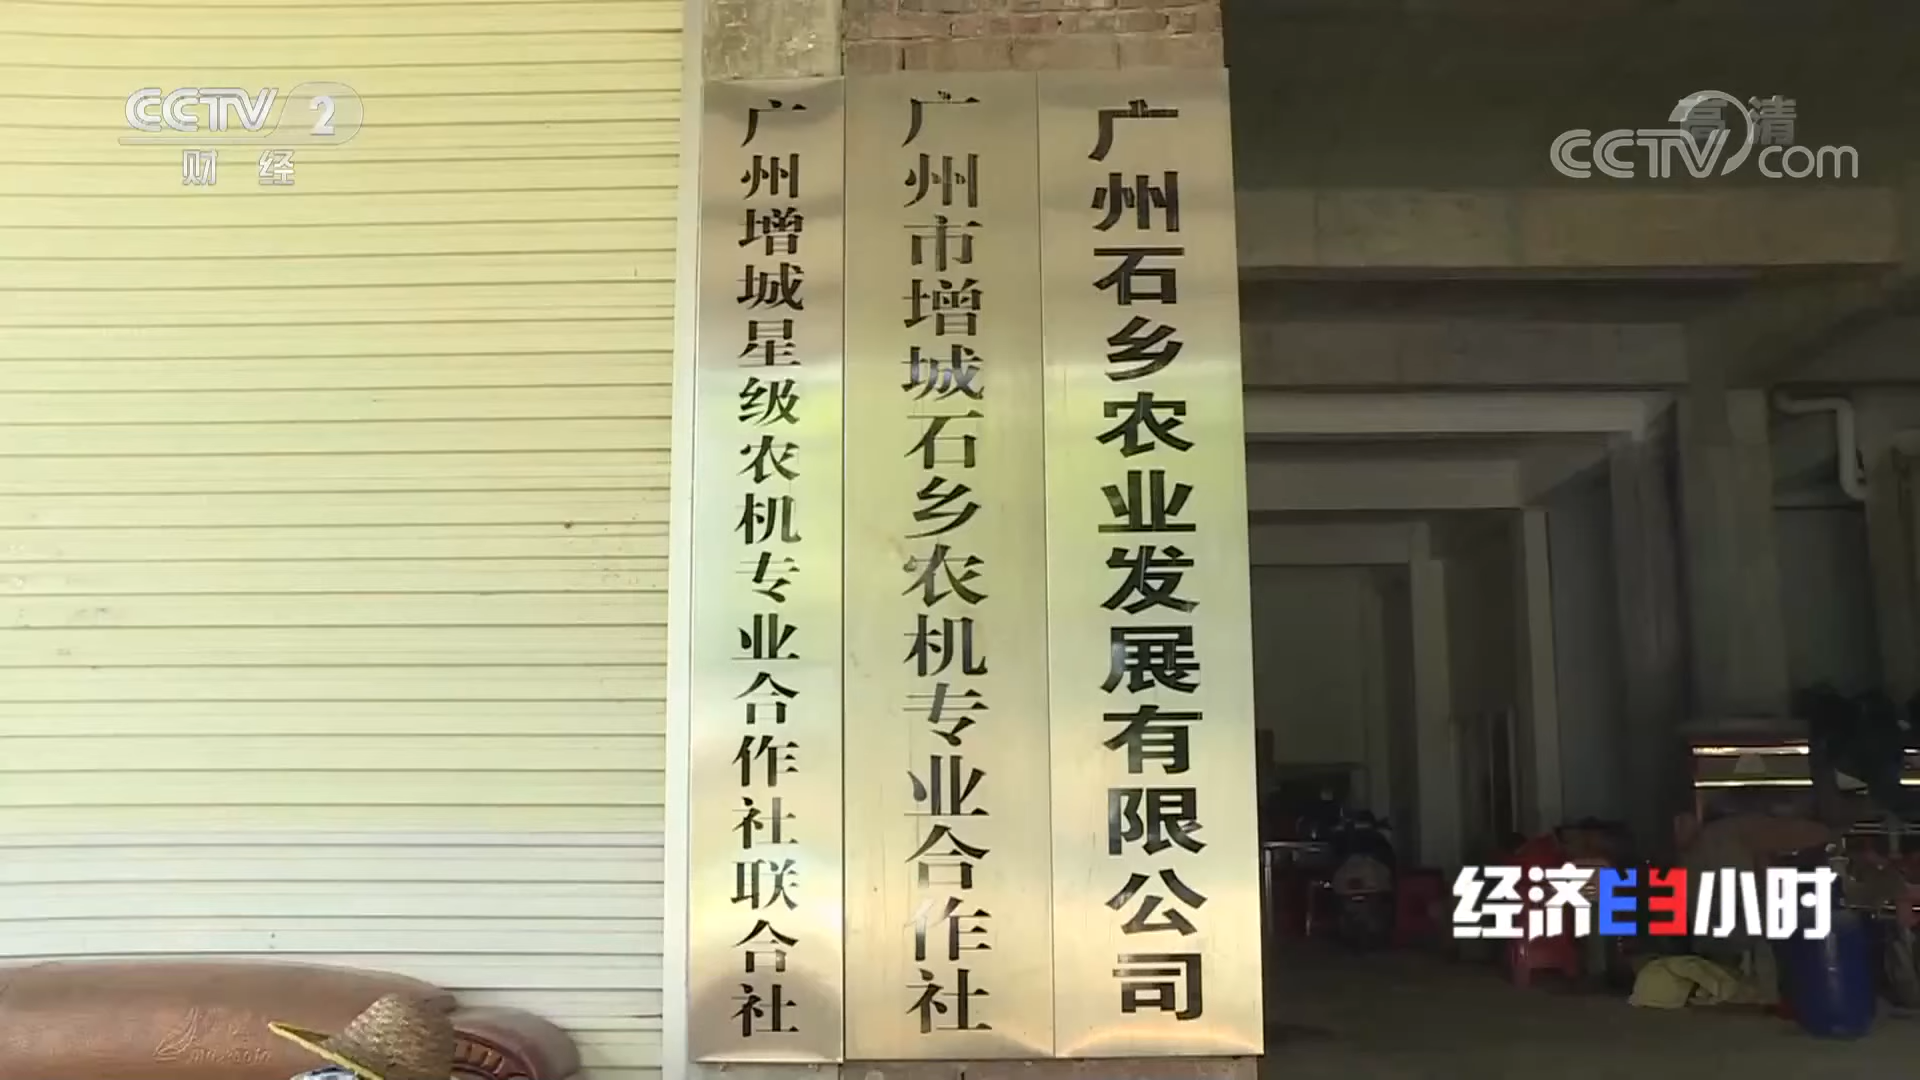 CCTV 2
财经
高清
CCTV.com
广州增城星级农机专业合作社联合社
广州市增城石乡农机专业合作社
广州石乡农业发展有限公司
经济半小时